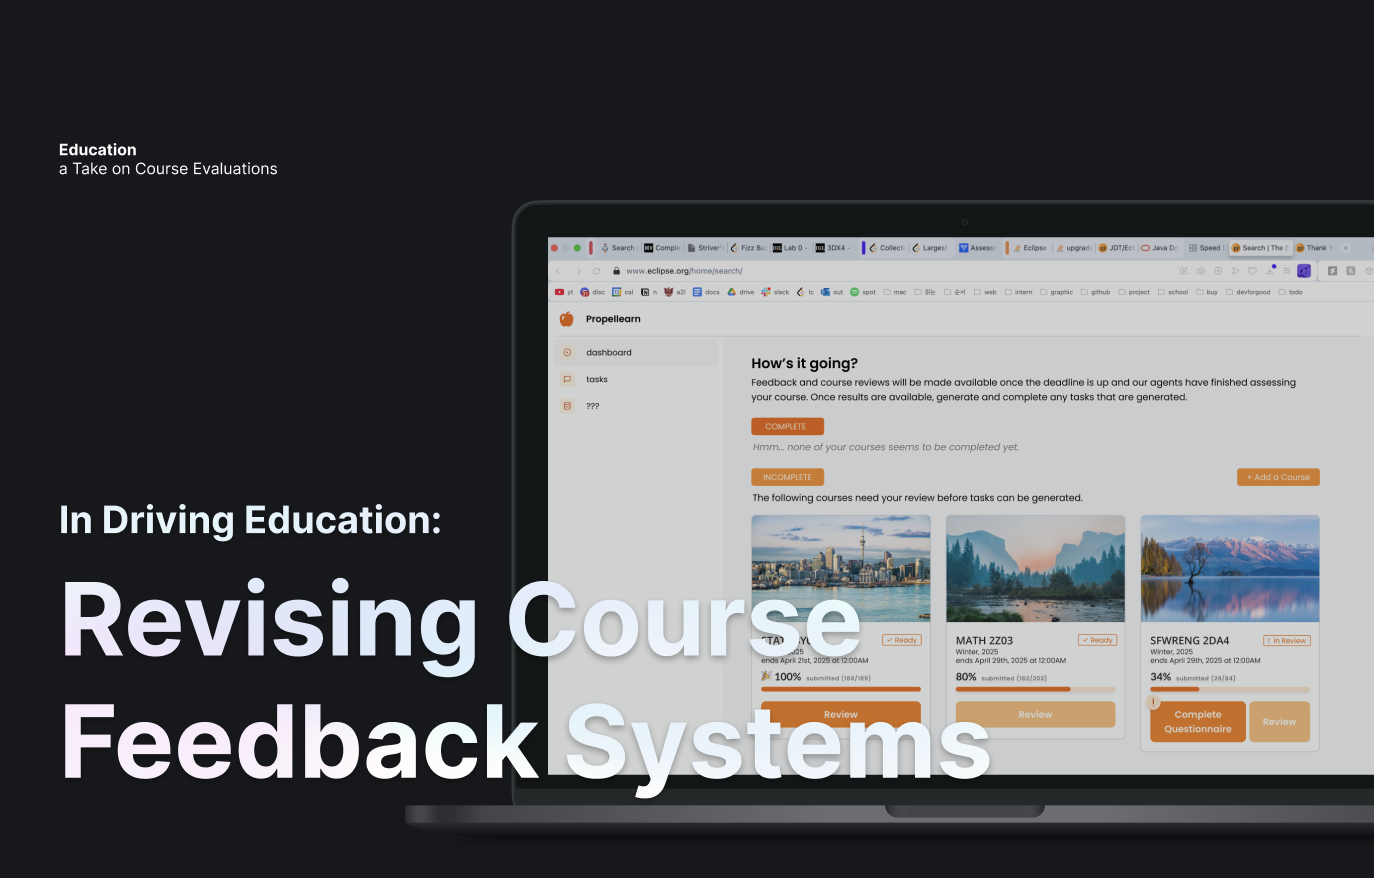 Education
a Take on Course Evaluations
In Driving Education:
Revising Course
Feedback Systems
Search
Comple
Striver's
Fizz Bu
Lab 0 -
3DX4 -
Collecti
Largest
Assess
Eclipse
upgrad
JDT/Ecl
Java De
Speed
Search | The E
Thank Y
www.eclipse.org/home/search/
yt disc cal n a2l docs drive slack lc out spot mac 읽는 순서 web intern graphic github project school buy devforgood todo
Propellearn
dashboard
tasks
???
How's it going?
Feedback and course reviews will be made available once the deadline is up and our agents have finished assessing
your course. Once results are available, generate and complete any tasks that are generated.
COMPLETE
Hmm... none of your courses seems to be completed yet.
INCOMPLETE
+ Add a Course
The following courses need your review before tasks can be generated.
Ready
2025
ends April 21st, 2025 at 12:00AM
100% submitted (189/189)
Review
MATH 2Z03
Ready
Winter, 2025
ends April 29th, 2025 at 12:00AM
80% submitted (162/203)
Review
SFWRENG 2DA4
! In Review
Winter, 2025
ends April 29th, 2025 at 12:00AM
34% submitted (29/84)
!
Complete
Questionnaire
Review